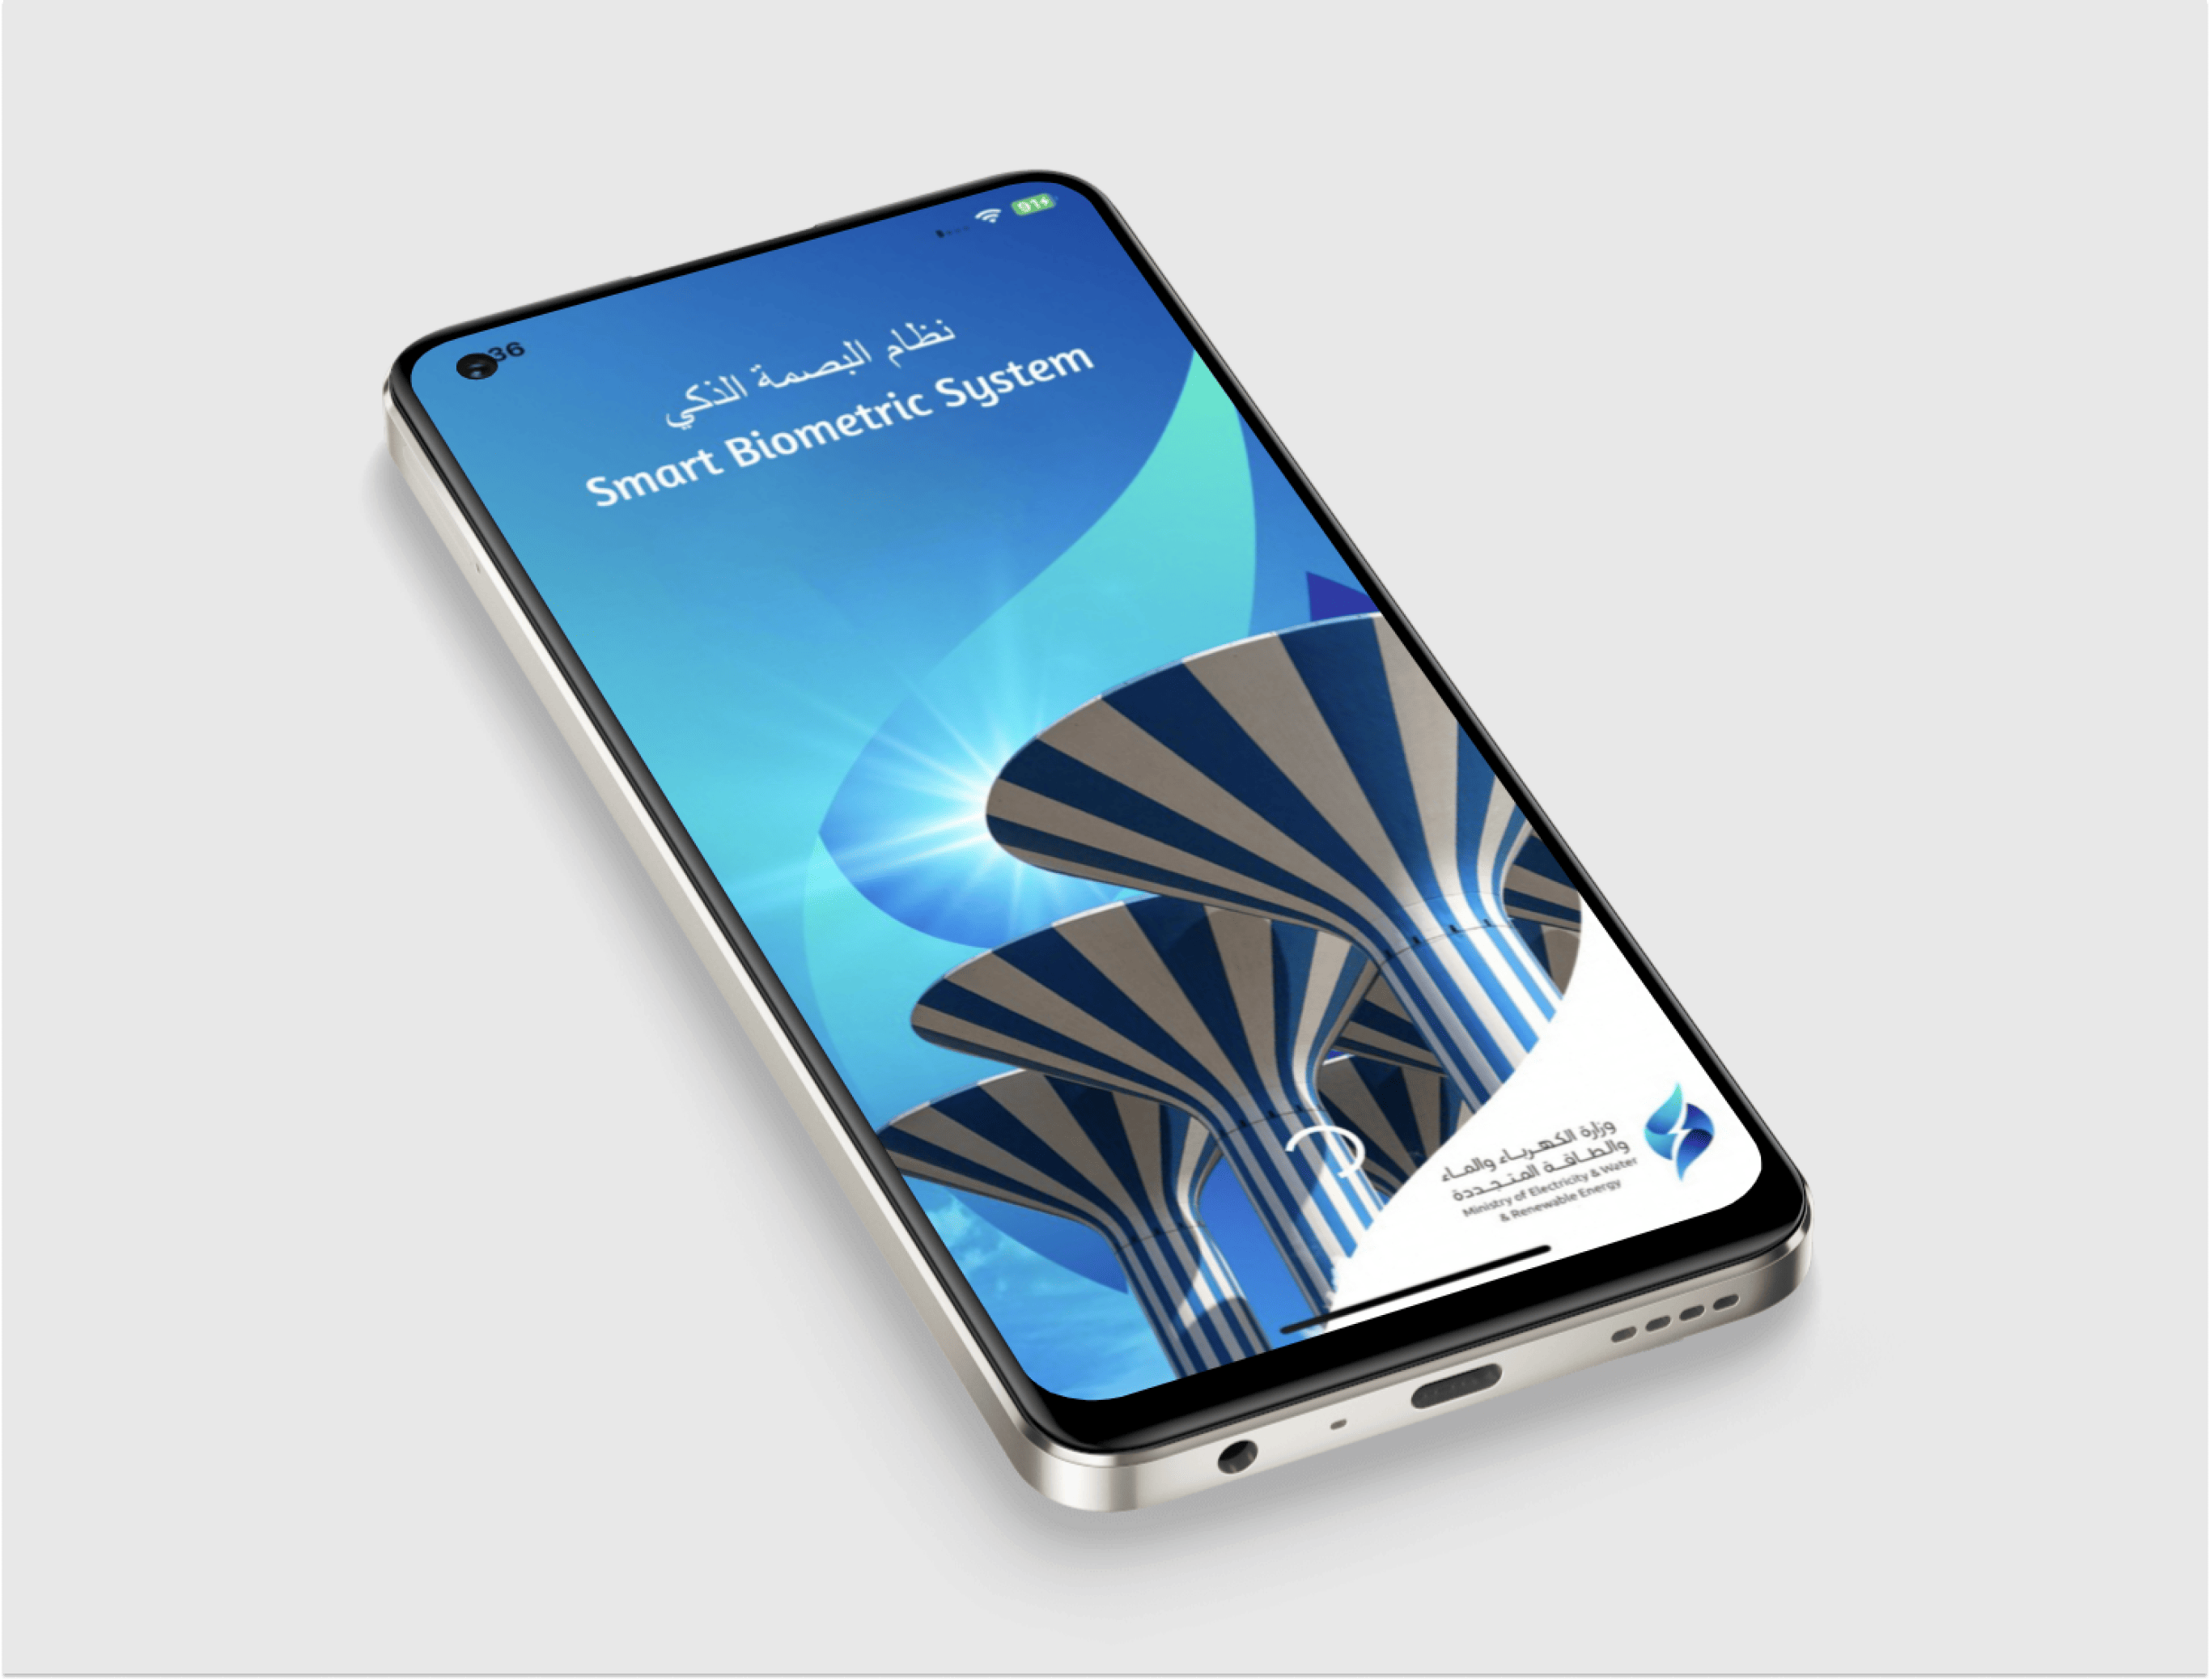 36
91
نظام البصمة الذكي
Smart Biometric System
وزارة الكهرباء والماء
والطاقة المتجددة
Ministry of Electricity & Water
& Renewable Energy